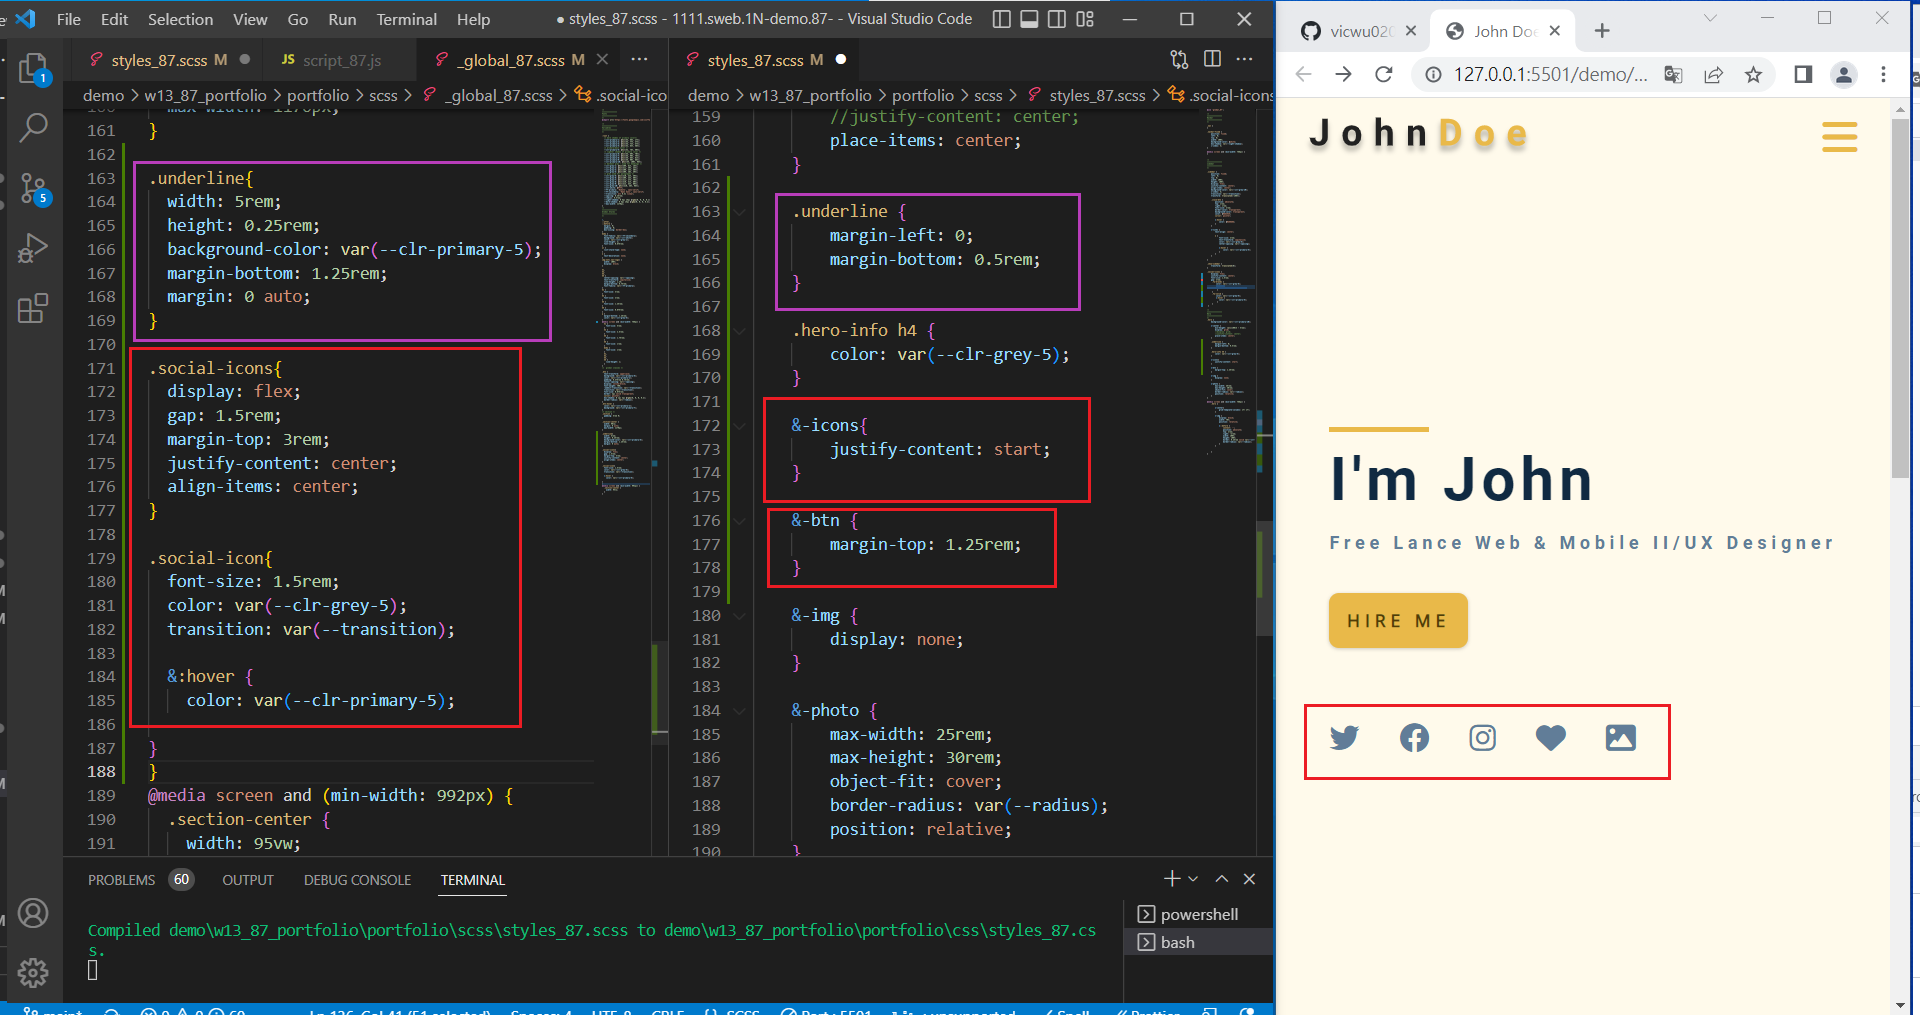 File Edit Selection View Go Run Terminal Help
● styles_87.scss - 1111.sweb.1N-demo.87- - Visual Studio Code
styles_87.scss M
JS script_87.js
_global_87.scss M
demo > w13_87_portfolio > portfolio > scss > _global_87.scss > .social-ico
161 }
162
163 .underline{
164 width: 5rem;
165 height: 0.25rem;
166 background-color: var(--clr-primary-5);
167 margin-bottom: 1.25rem;
168 margin: 0 auto;
169 }
170
171 .social-icons{
172 display: flex;
173 gap: 1.5rem;
174 margin-top: 3rem;
175 justify-content: center;
176 align-items: center;
177 }
178
179 .social-icon{
180 font-size: 1.5rem;
181 color: var(--clr-grey-5);
182 transition: var(--transition);
183
184 &:hover {
185 color: var(--clr-primary-5);
186
187 }
188 }
189 @media screen and (min-width: 992px) {
190 .section-center {
191 width: 95vw;
styles_87.scss M
demo > w13_87_portfolio > portfolio > scss > styles_87.scss > .social-icons
159 //justify-content: center;
160 place-items: center;
161 }
162
163 .underline {
164 margin-left: 0;
165 margin-bottom: 0.5rem;
166 }
167
168 .hero-info h4 {
169 color: var(--clr-grey-5);
170 }
171
172 &-icons{
173 justify-content: start;
174 }
175
176 &-btn {
177 margin-top: 1.25rem;
178 }
179
180 &-img {
181 display: none;
182 }
183
184 &-photo {
185 max-width: 25rem;
186 max-height: 30rem;
187 object-fit: cover;
188 border-radius: var(--radius);
189 position: relative;
190 }
PROBLEMS 60 OUTPUT DEBUG CONSOLE TERMINAL
Compiled demo\w13_87_portfolio\portfolio\scss\styles_87.scss to demo\w13_87_portfolio\portfolio\css\styles_87.cs
s.
powershell
bash
1
5
vicwu02
John Doe
127.0.0.1:5501/demo/...
JohnDoe
I'm John
Free Lance Web & Mobile II/UX Designer
HIRE ME